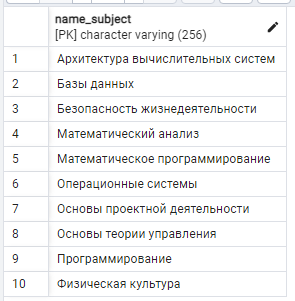 name_subject
[PK] character varying (256)
1 Архитектура вычислительных систем
2 Базы данных
3 Безопасность жизнедеятельности
4 Математический анализ
5 Математическое программирование
6 Операционные системы
7 Основы проектной деятельности
8 Основы теории управления
9 Программирование
10 Физическая культура